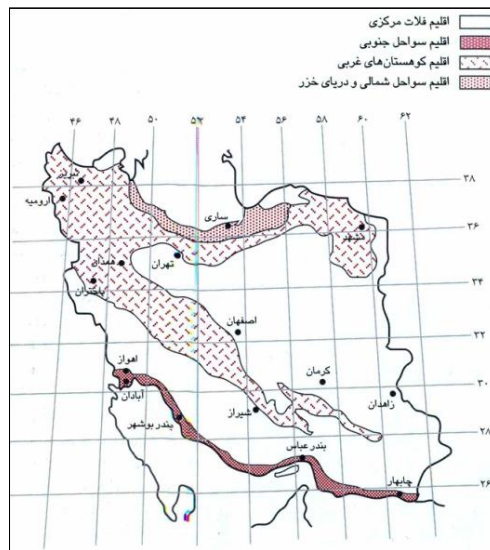 اقلیم فلات مرکزی
اقلیم سواحل جنوبی
اقلیم کوهستان‌های غربی
اقلیم سواحل شمالی و دریای خزر
۴۶ ۴۸ ۵۰ ۵۲ ۵۴ ۵۶ ۵۸ ۶۰ ۶۲
۳۸
تبریز
ارومیه
ساری
۳۶
مشهد
تهران
همدان
۳۴
باختران
اصفهان
۳۲
اهواز
کرمان
۳۰
آبادان
زاهدان
شیراز
بندر بوشهر
۲۸
بندر عباس
چابهار
۲۶